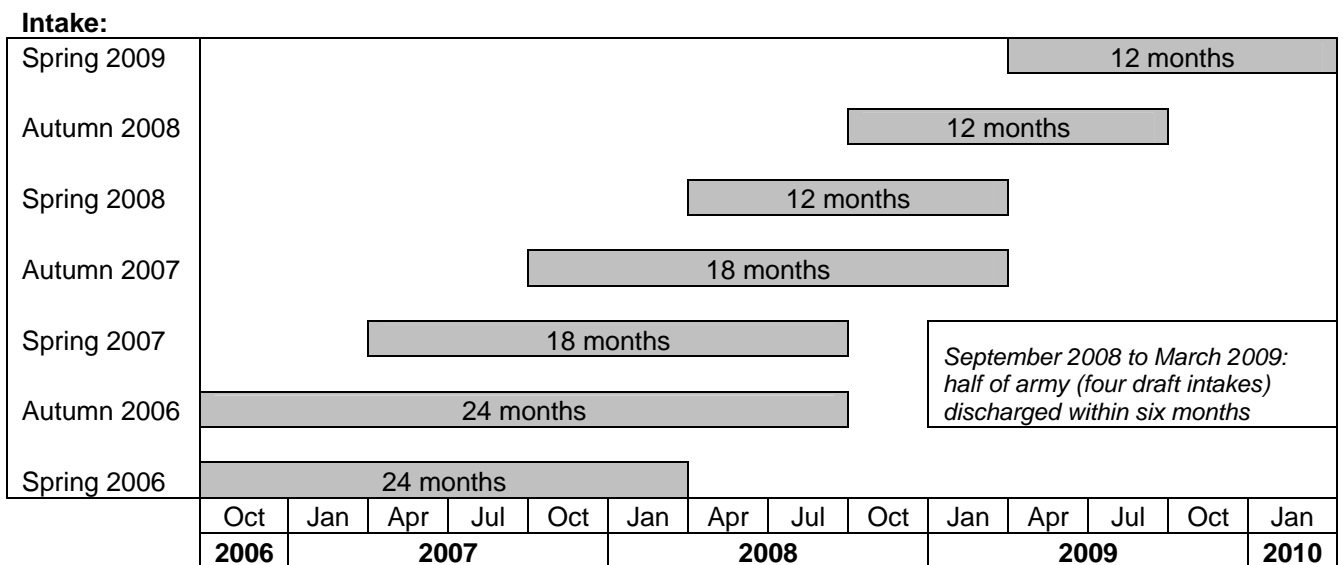 Intake:
Spring 2009 12 months
Autumn 2008 12 months
Spring 2008 12 months
Autumn 2007 18 months
Spring 2007 18 months
September 2008 to March 2009:
half of army (four draft intakes)
discharged within six months
Autumn 2006 24 months
Spring 2006 24 months
Oct Jan Apr Jul Oct Jan Apr Jul Oct Jan Apr Jul Oct Jan
2006 2007 2008 2009 2010